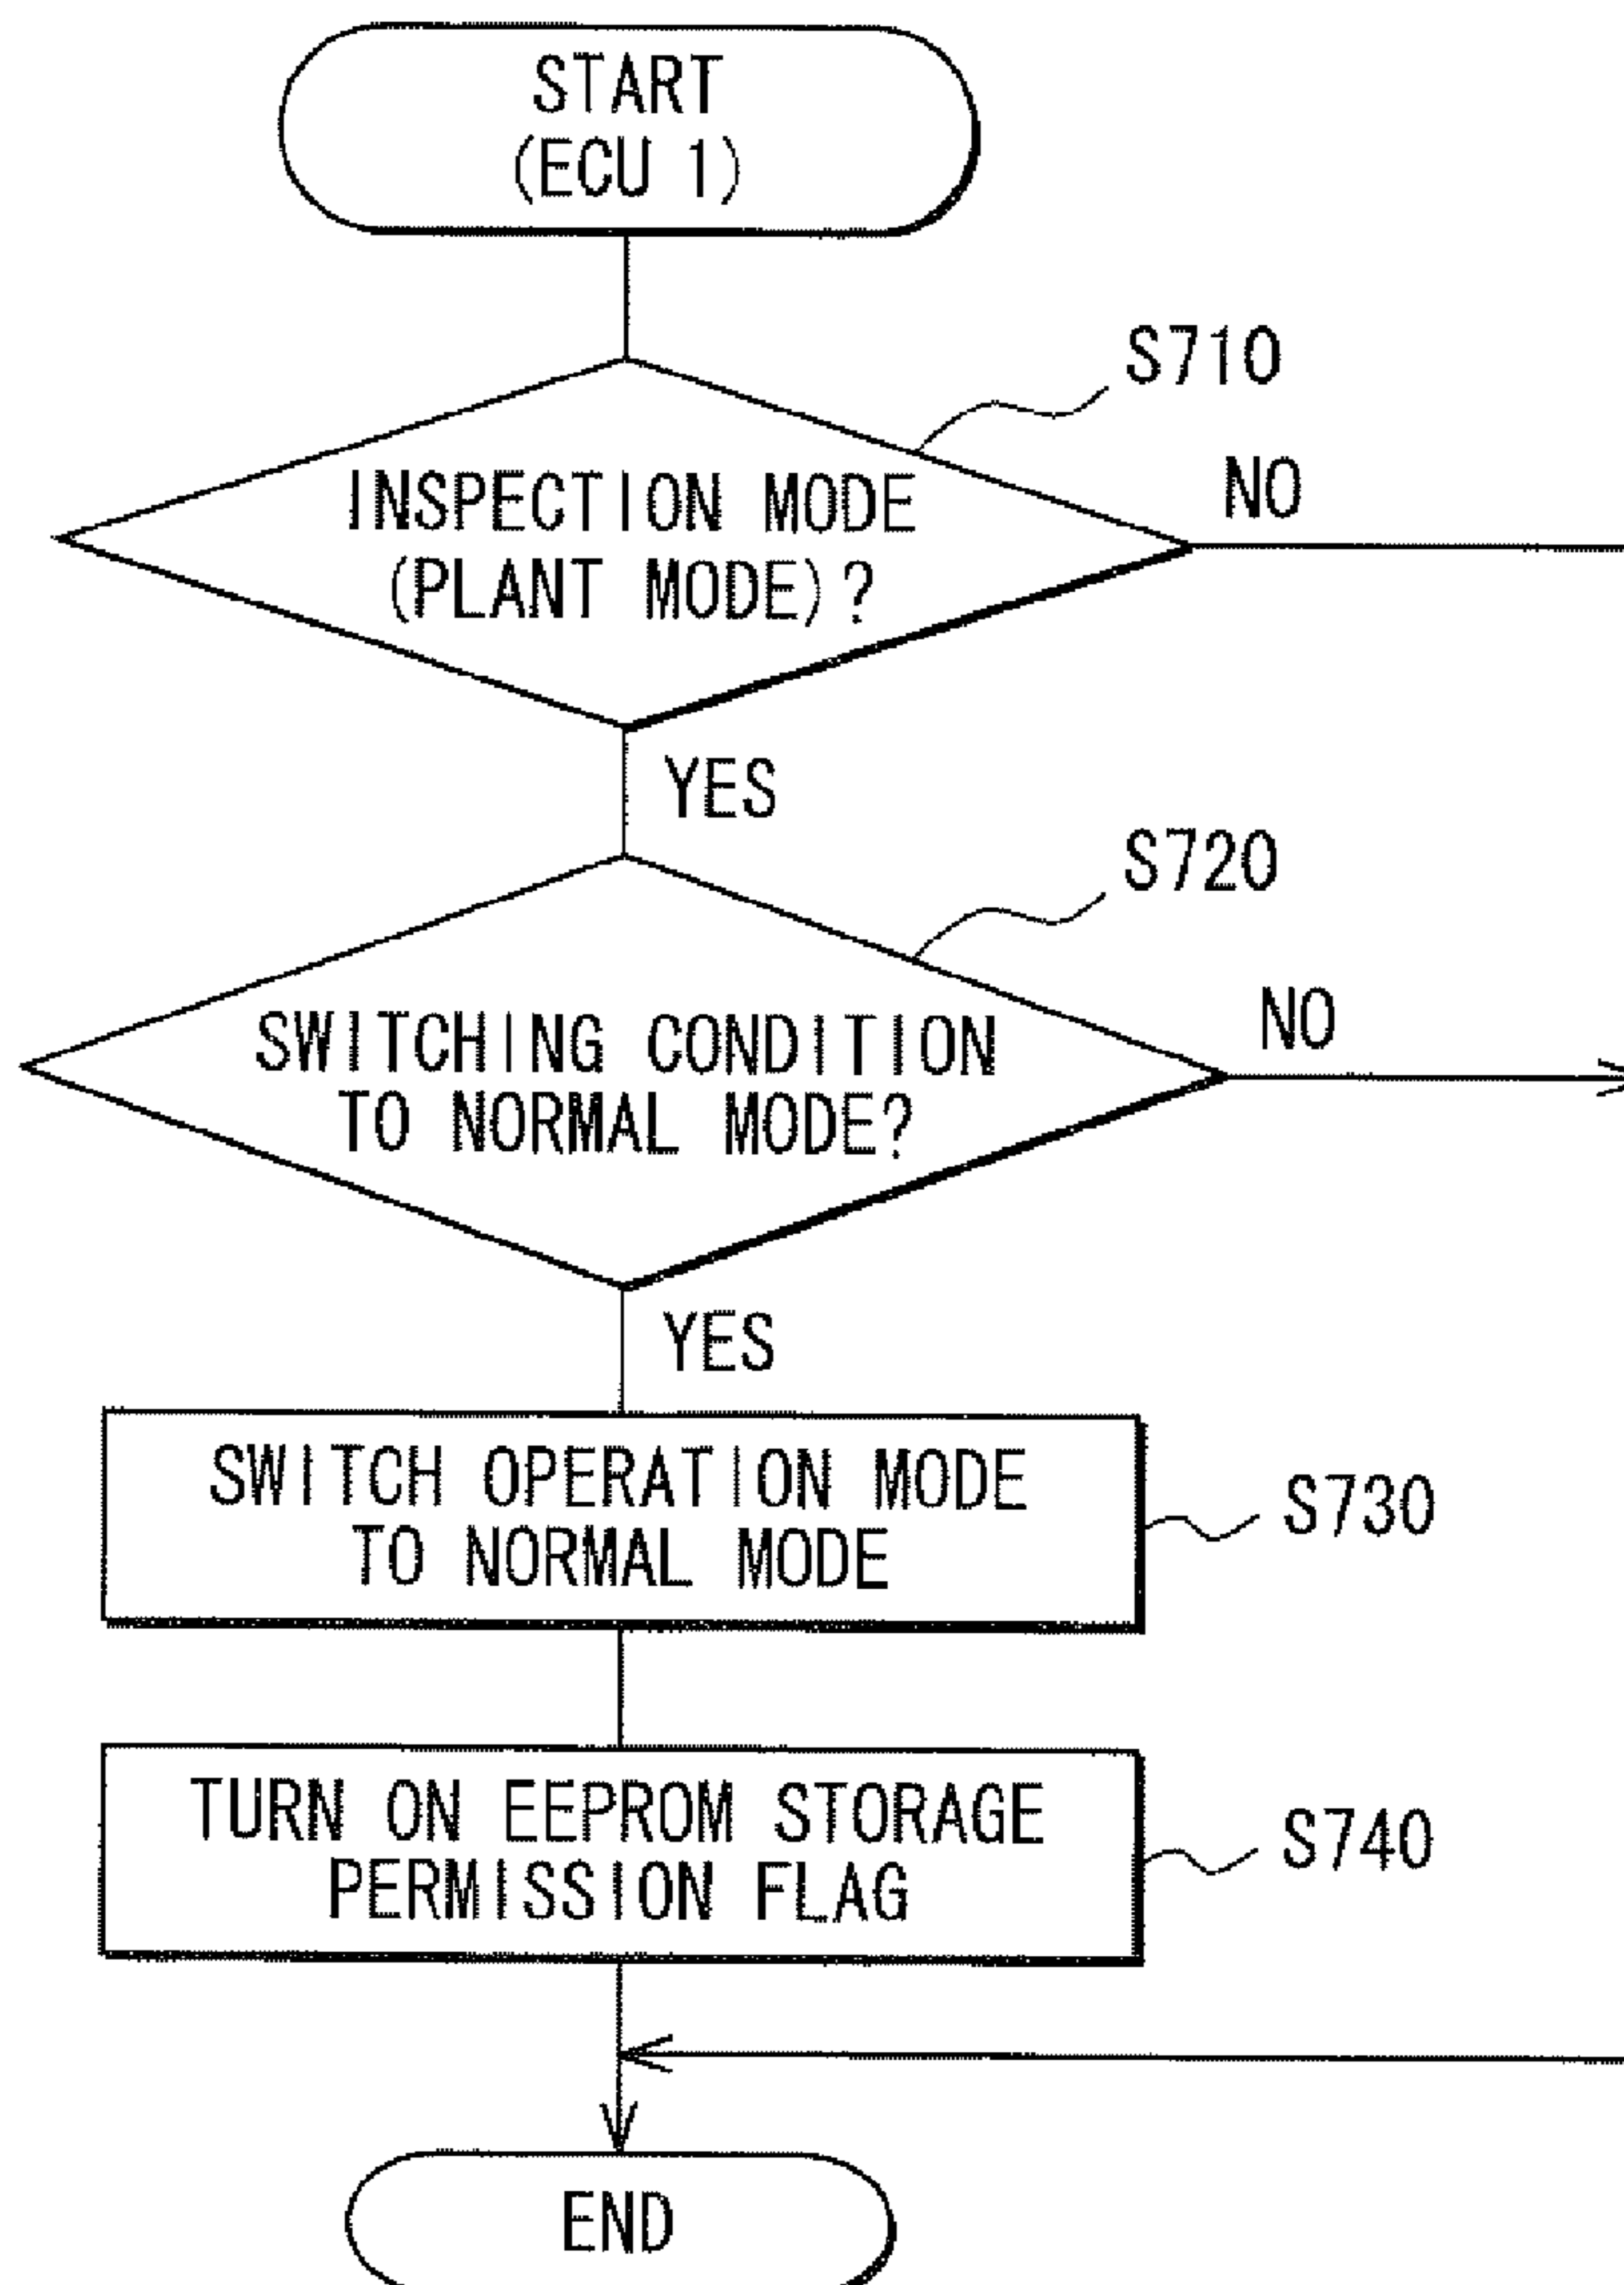 START
(ECU 1)
S710
INSPECTION MODE
(PLANT MODE)?
NO
YES
S720
SWITCHING CONDITION
TO NORMAL MODE?
NO
YES
SWITCH OPERATION MODE
TO NORMAL MODE
S730
TURN ON EEPROM STORAGE
PERMISSION FLAG
S740
END